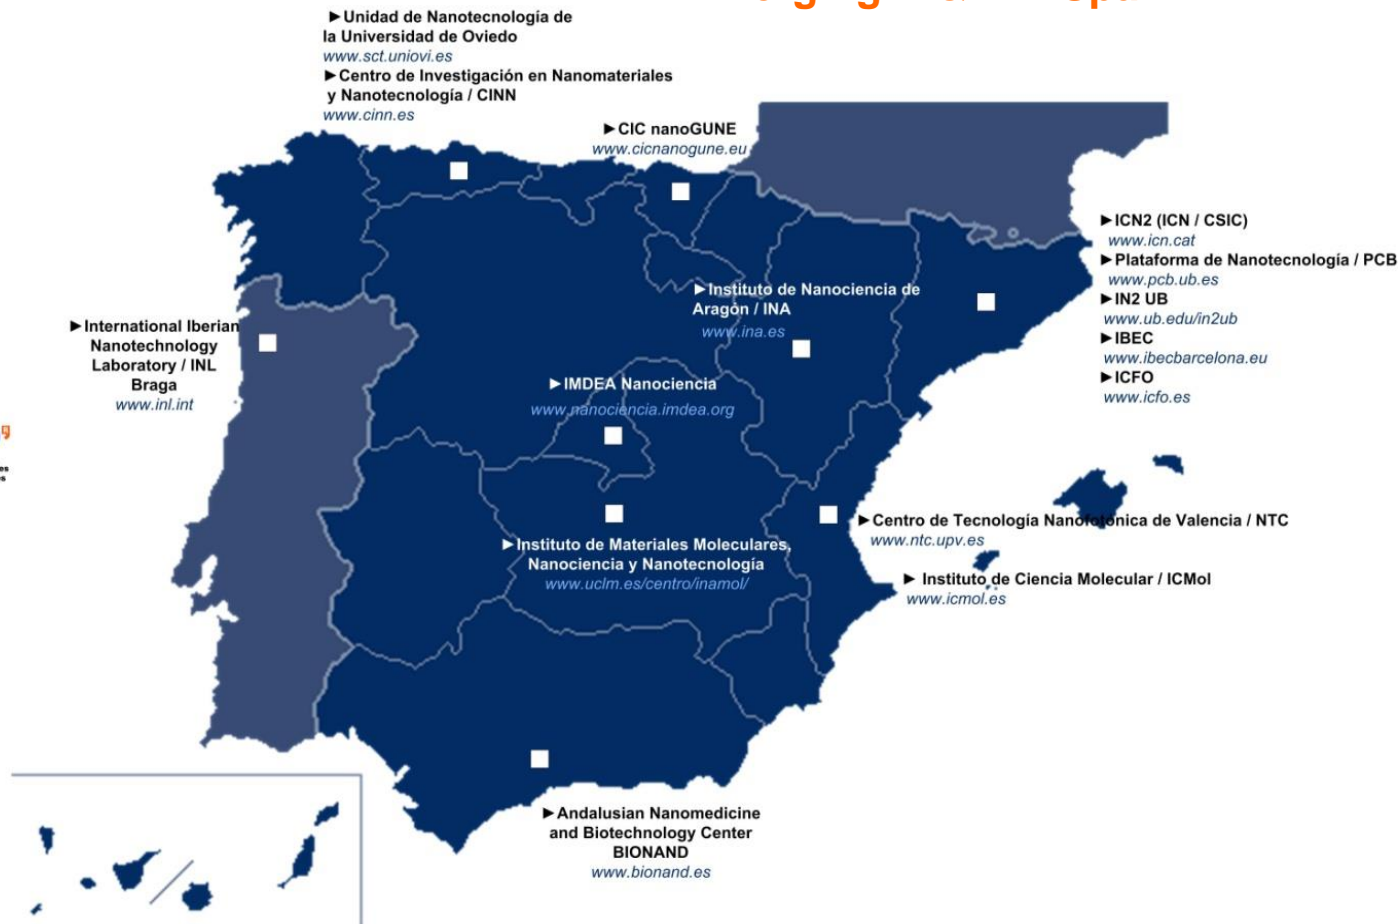 ►Unidad de Nanotecnología de
la Universidad de Oviedo
www.sct.uniovi.es
►Centro de Investigación en Nanomateriales
y Nanotecnología / CINN
www.cinn.es
►CIC nanoGUNE
www.cicnanogune.eu
►ICN2 (ICN / CSIC)
www.icn.cat
►Plataforma de Nanotecnología / PCB
www.pcb.ub.es
►IN2 UB
www.ub.edu/in2ub
►IBEC
www.ibecbarcelona.eu
►ICFO
www.icfo.es
►Instituto de Nanociencia de
Aragón / INA
www.ina.es
►International Iberian
Nanotechnology
Laboratory / INL
Braga
www.inl.int
►IMDEA Nanociencia
www.nanociencia.imdea.org
►Centro de Tecnología Nanofotónica de Valencia / NTC
www.ntc.upv.es
►Instituto de Materiales Moleculares,
Nanociencia y Nanotecnología
www.uclm.es/centro/inamol/
► Instituto de Ciencia Molecular / ICMol
www.icmol.es
►Andalusian Nanomedicine
and Biotechnology Center
BIONAND
www.bionand.es